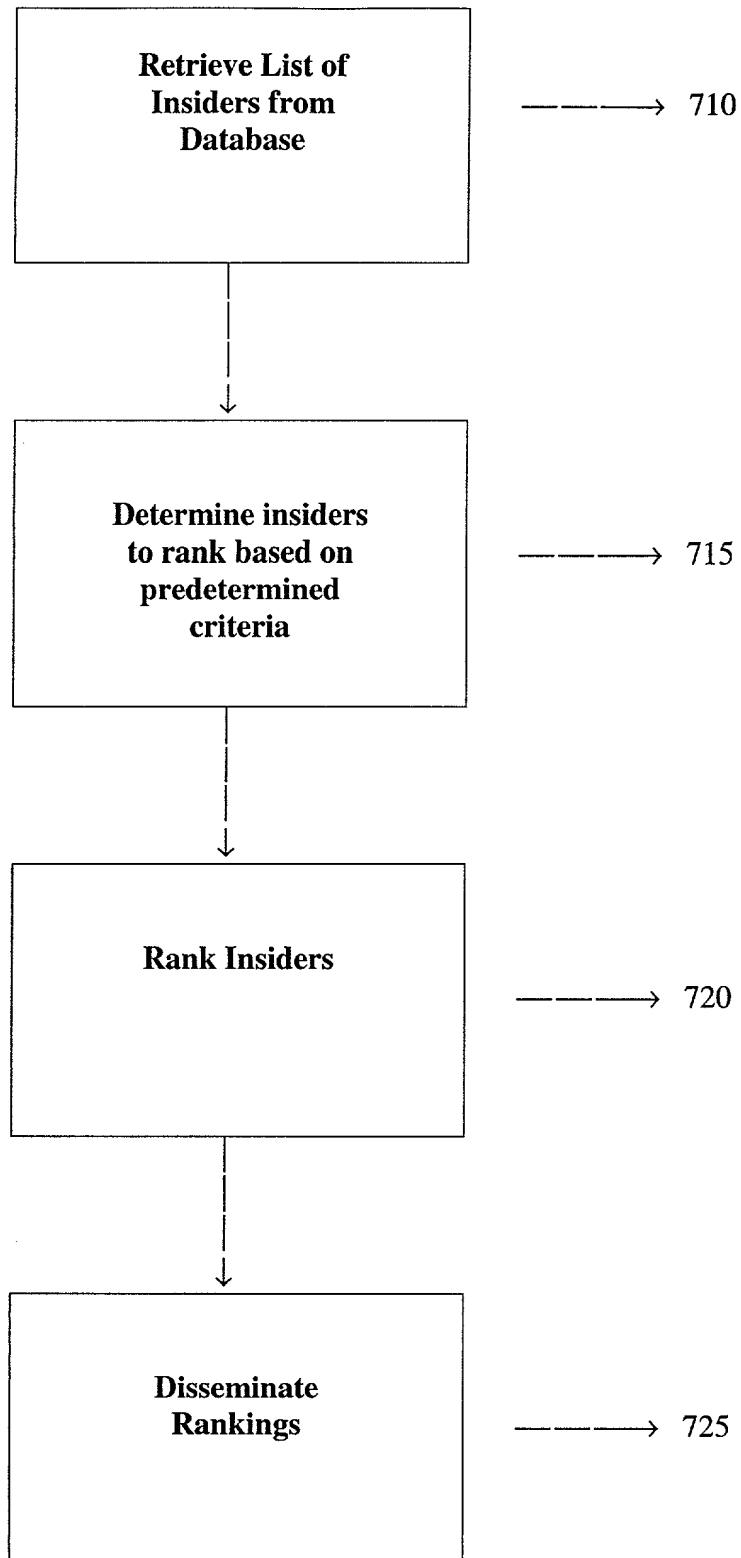 Retrieve List of
Insiders from
Database
710
Determine insiders
to rank based on
predetermined
criteria
715
Rank Insiders
720
Disseminate
Rankings
725